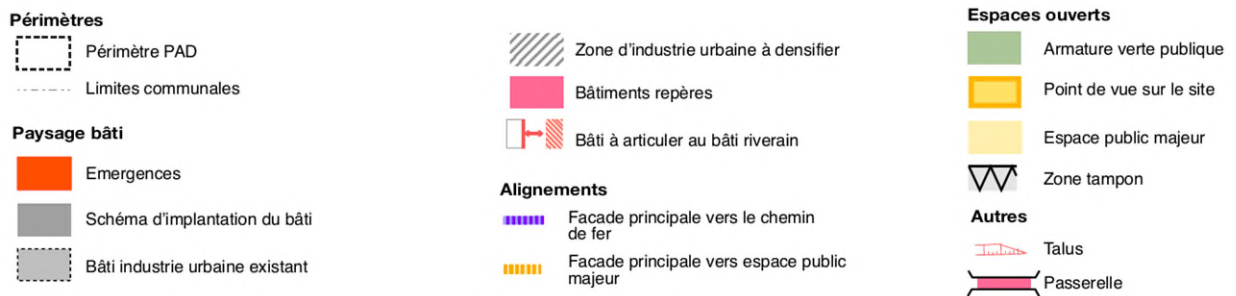 Périmètres
Périmètre PAD
Limites communales
Paysage bâti
Emergences
Schéma d'implantation du bâti
Bâti industrie urbaine existant
Zone d'industrie urbaine à densifier
Bâtiments repères
Bâti à articuler au bâti riverain
Alignements
Facade principale vers le chemin
de fer
Facade principale vers espace public
majeur
Espaces ouverts
Armature verte publique
Point de vue sur le site
Espace public majeur
Zone tampon
Autres
Talus
Passerelle